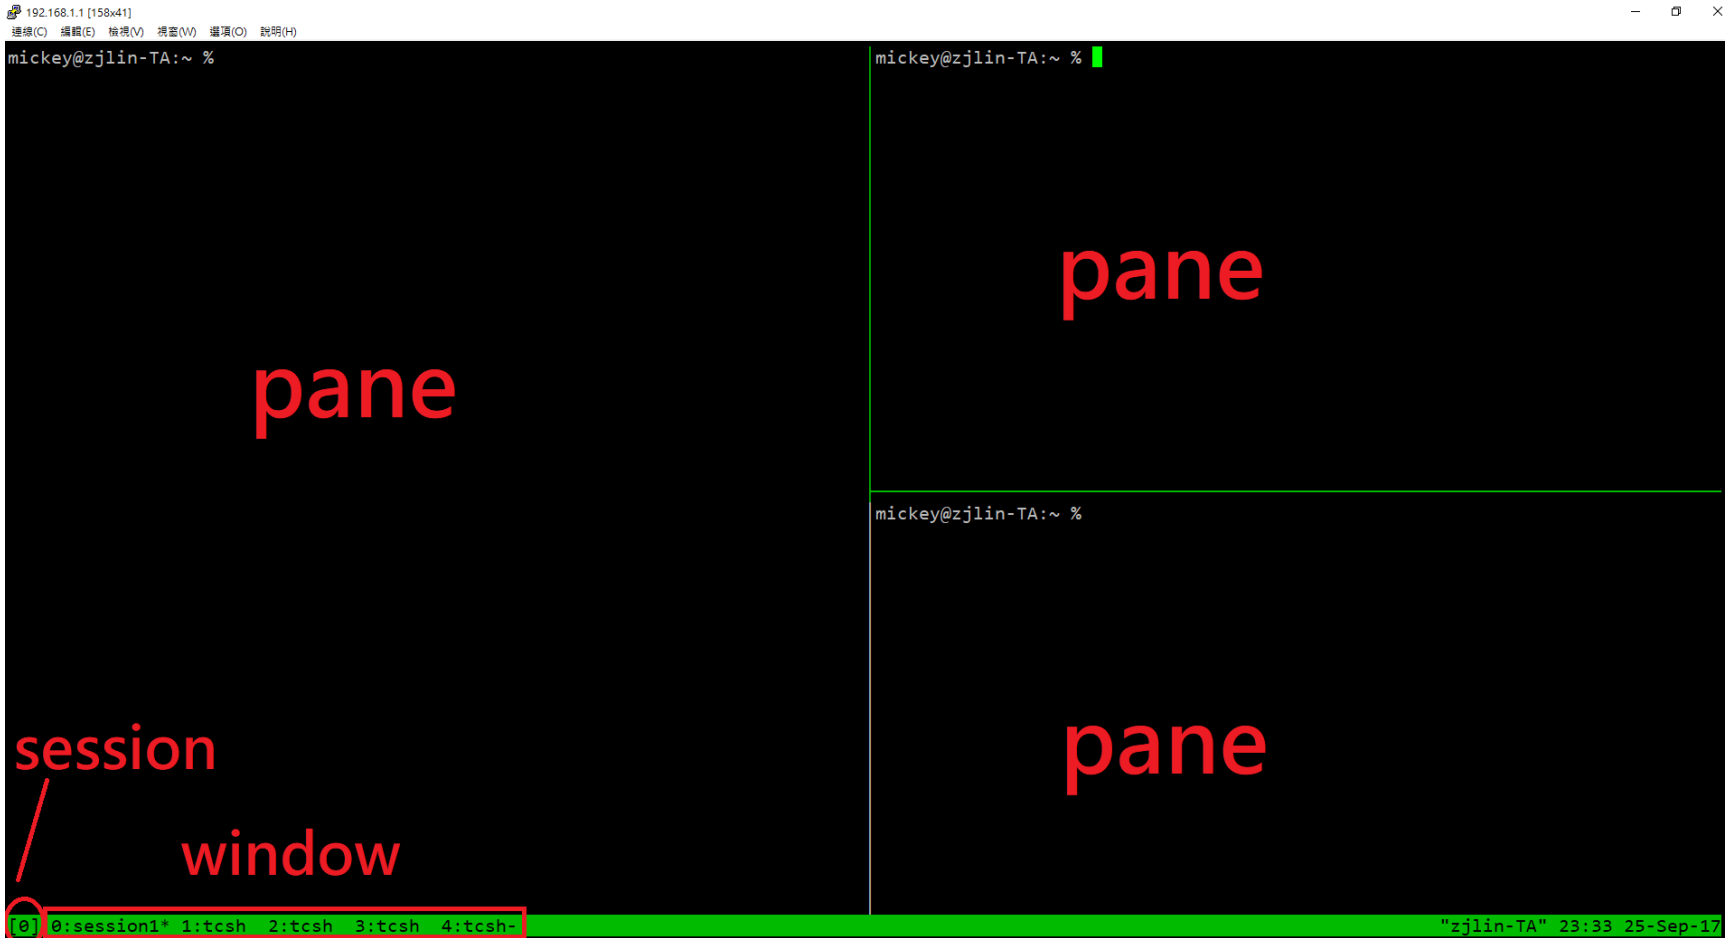 192.168.1.1 [158x41]
連線(C) 編輯(E) 檢視(V) 視窗(W) 選項(O) 說明(H)
mickey@zjlin-TA:~ %
mickey@zjlin-TA:~ %
pane
pane
mickey@zjlin-TA:~ %
pane
session
window
[0] 0:session1* 1:tcsh 2:tcsh 3:tcsh 4:tcsh- "zjlin-TA" 23:33 25-Sep-17